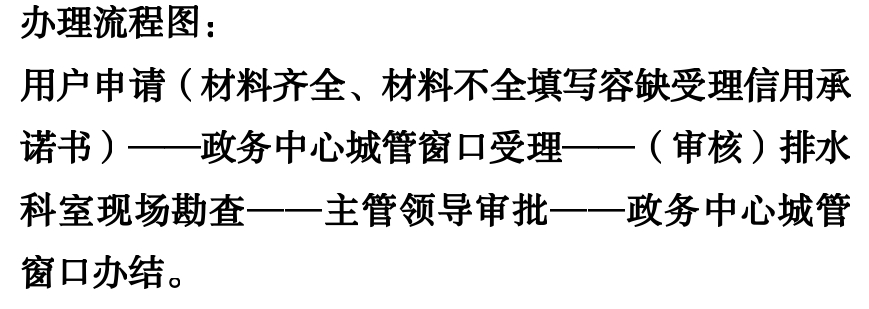 办理流程图：
用户申请（材料齐全、材料不全填写容缺受理信用承
诺书）——政务中心城管窗口受理——（审核）排水
科室现场勘查——主管领导审批——政务中心城管
窗口办结。